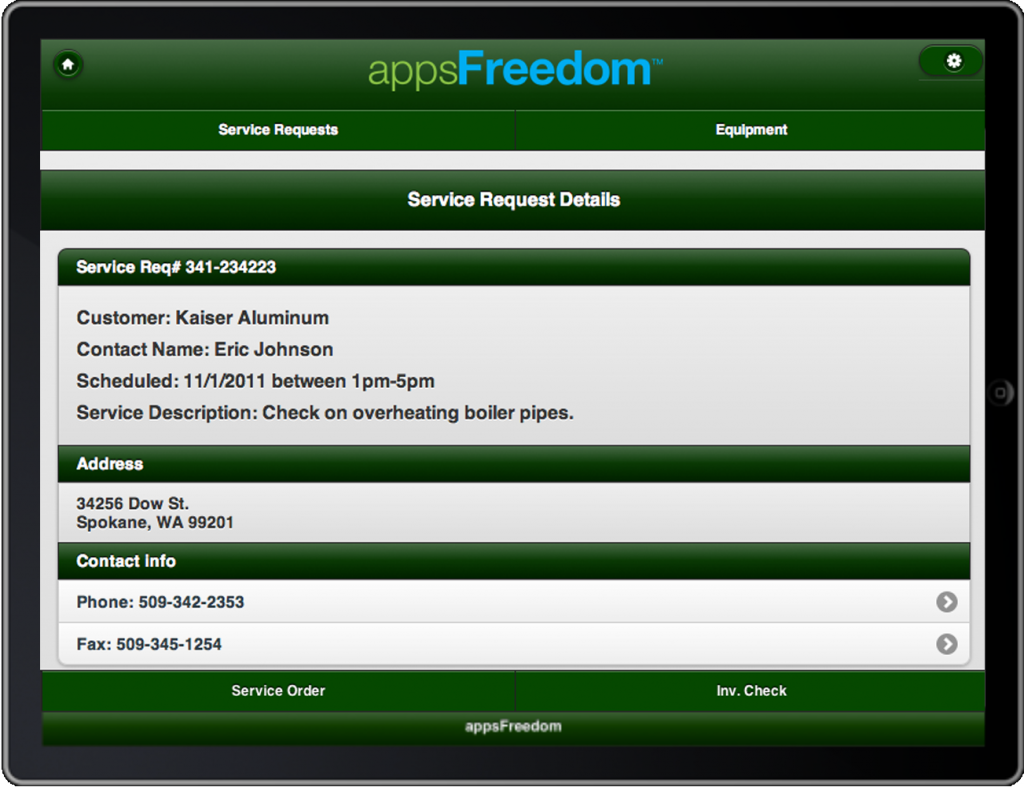 appsFreedom™
Service Requests
Equipment
Service Request Details
Service Req# 341-234223
Customer: Kaiser Aluminum
Contact Name: Eric Johnson
Scheduled: 11/1/2011 between 1pm-5pm
Service Description: Check on overheating boiler pipes.
Address
34256 Dow St.
Spokane, WA 99201
Contact info
Phone: 509-342-2353
Fax: 509-345-1254
Service Order
Inv. Check
appsFreedom